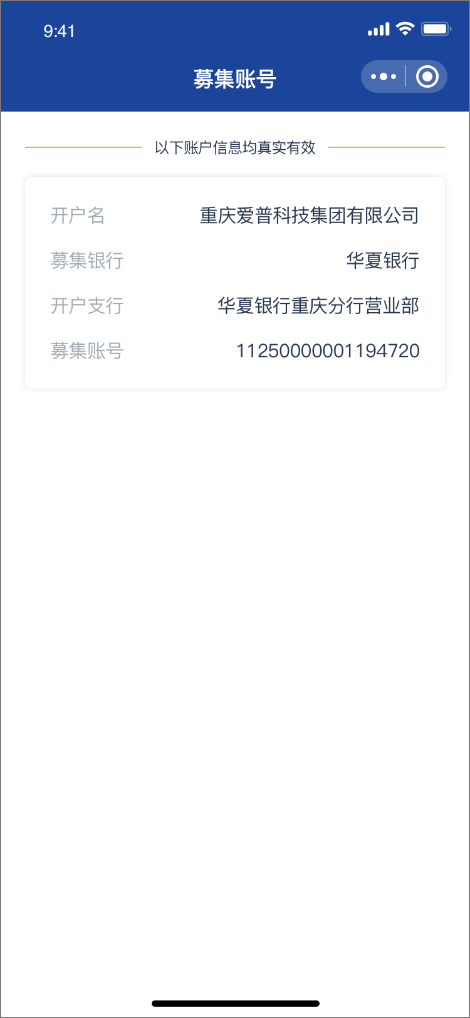 9:41
募集账号
以下账户信息均真实有效
开户名 重庆爱普科技集团有限公司
募集银行 华夏银行
开户支行 华夏银行重庆分行营业部
募集账号 11250000001194720